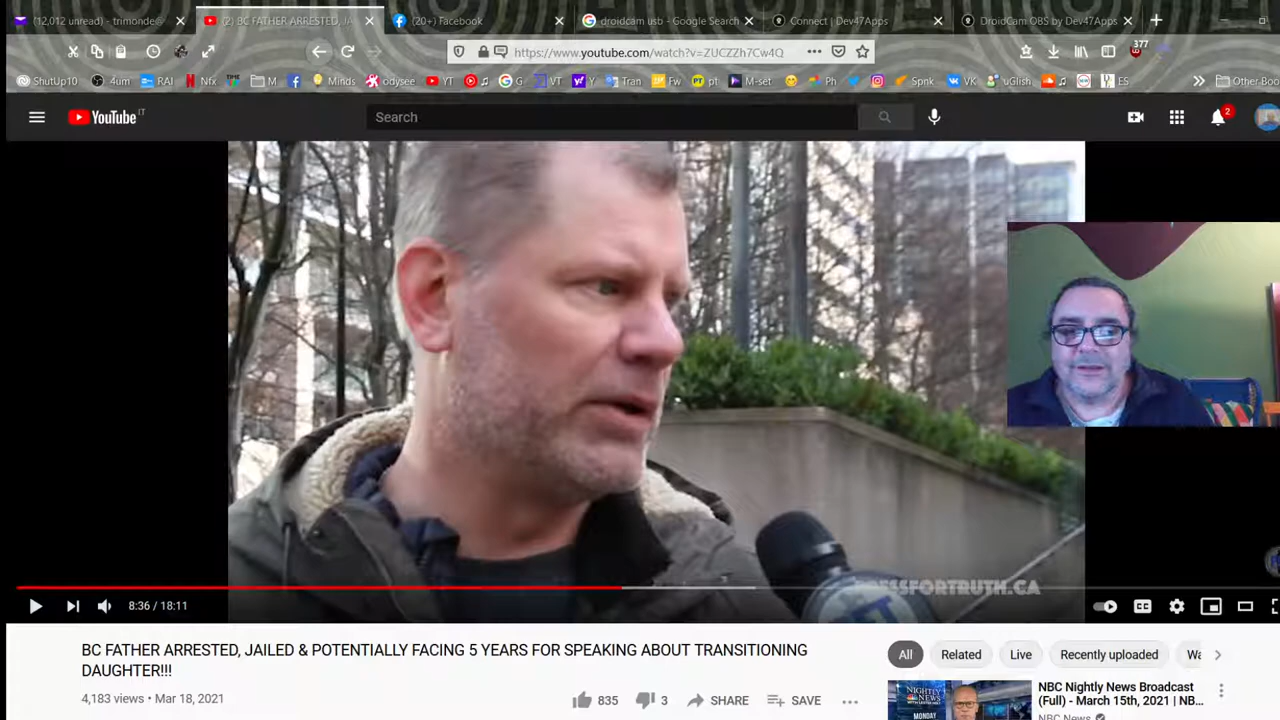 (12,012 unread) - trimonde
(2) BC FATHER ARRESTED, JA
(20+) Facebook
droidcam usb - Google Search
Connect | Dev47Apps
DroidCam OBS by Dev47Apps
https://www.youtube.com/watch?v=ZUCZZh7Cw4Q
377
ShutUp10 4um RAI Nfx M Minds odysee YT G VT Y Tran Fw pt M-set Ph Spnk VK uGlish ES Other Boo
YouTube IT
Search
2
PRESSFORTRUTH.CA
8:36 / 18:11
BC FATHER ARRESTED, JAILED & POTENTIALLY FACING 5 YEARS FOR SPEAKING ABOUT TRANSITIONING
DAUGHTER!!!
4,183 views • Mar 18, 2021
835 3 SHARE SAVE
All Related Live Recently uploaded Wa
NBC Nightly News Broadcast
(Full) - March 15th, 2021 | NB...
NBC News
NIGHTLY
NEWS
MONDAY